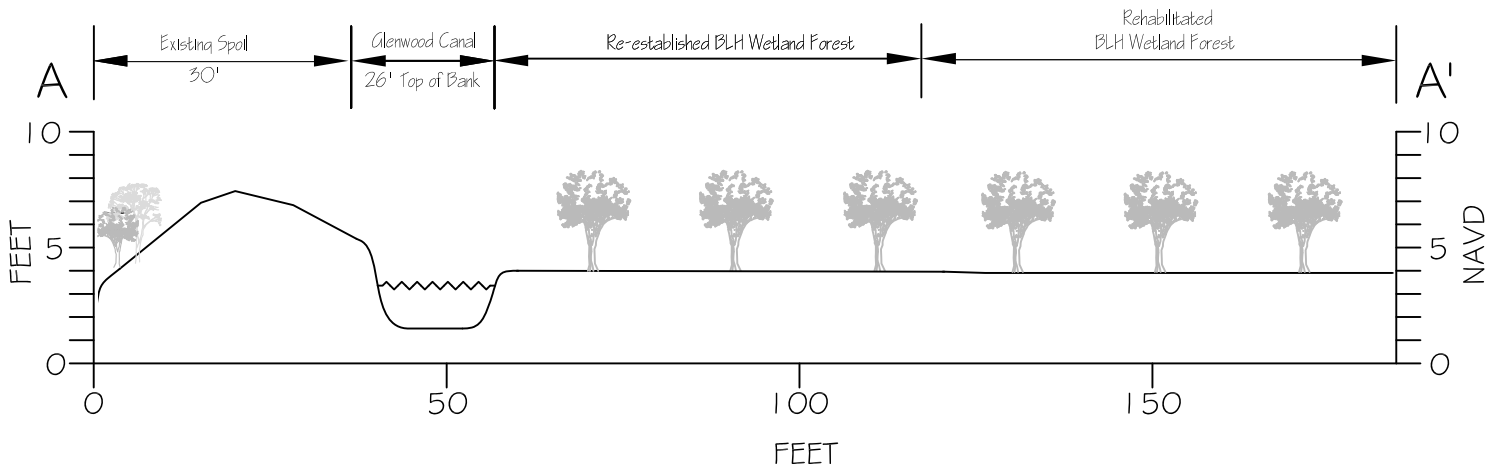 Existing Spoil
30'
Glenwood Canal
26' Top of Bank
Re-established BLH Wetland Forest
Rehabilitated
BLH Wetland Forest
A
A'
10
5
0
FEET
10
5
0
NAVD
0
50
100
150
FEET